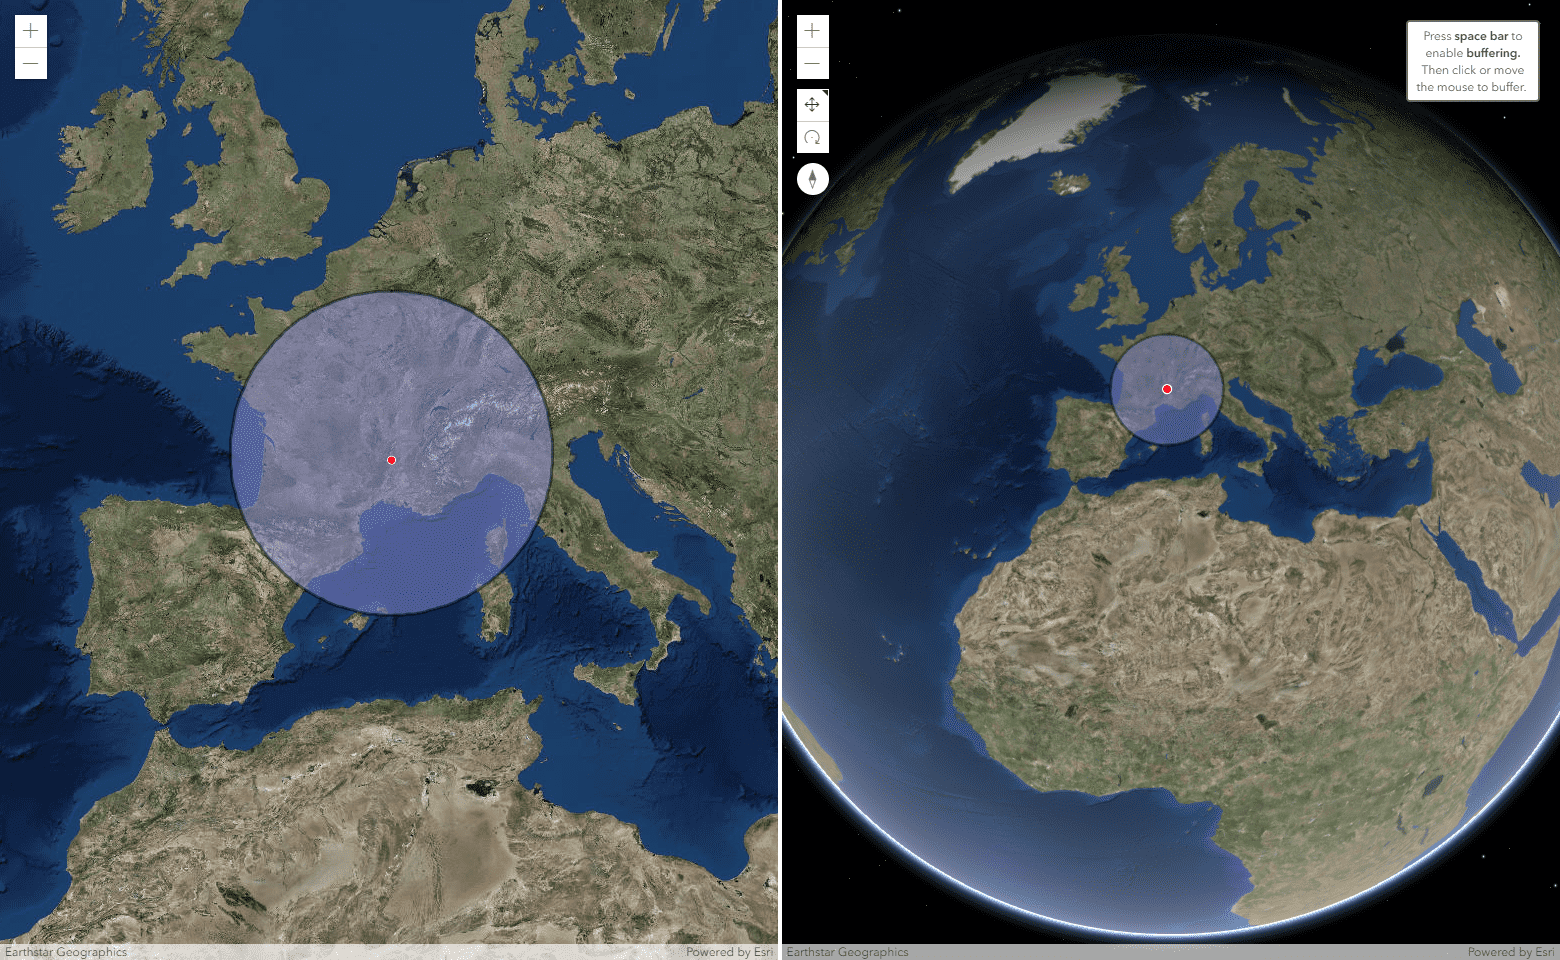 Press space bar to
enable buffering.
Then click or move
the mouse to buffer.
Earthstar Geographics
Powered by Esri
Earthstar Geographics
Powered by Esri